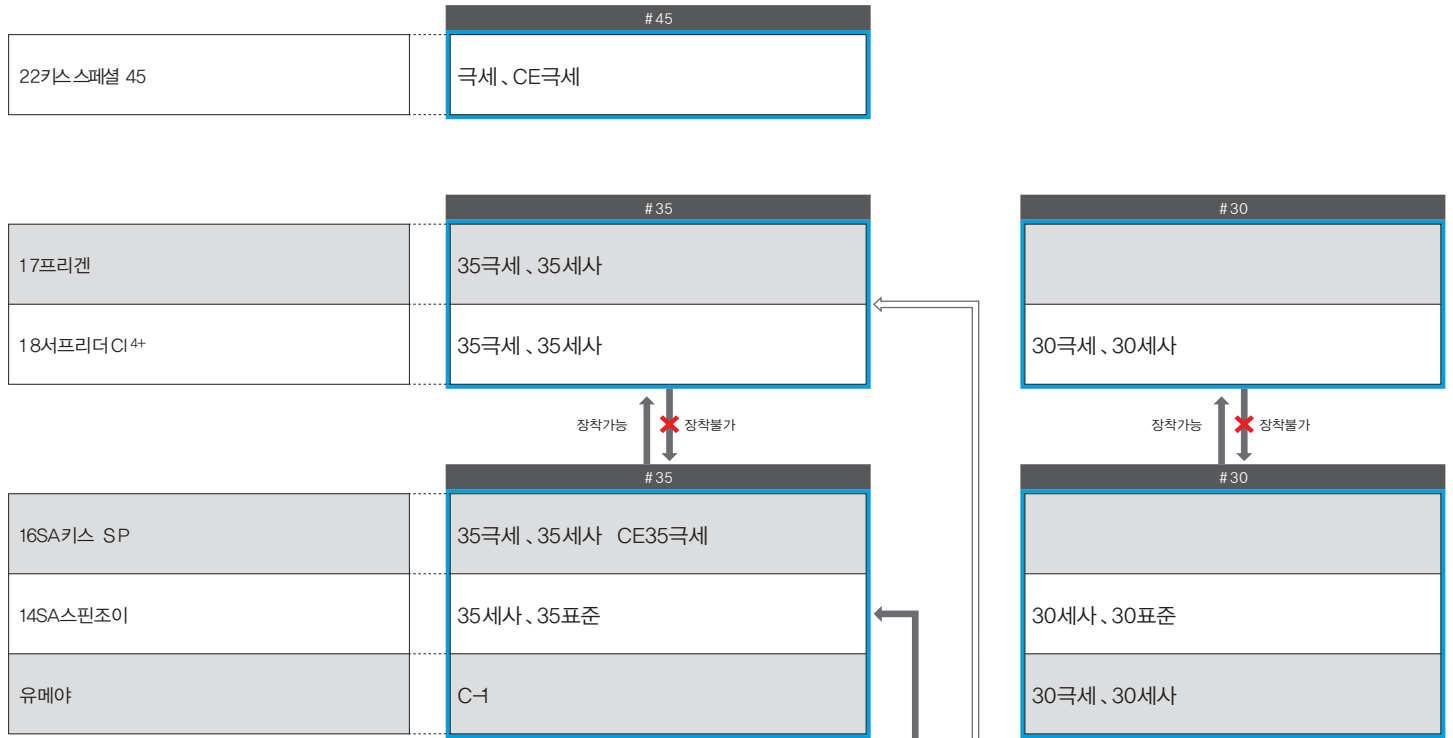 #45
22키스 스페셜 45 극세、CE극세
#35 #30
17프리겐 35극세、35세사
18서프리더CI4+ 35극세、35세사 30극세、30세사
장착가능 장착불가 장착가능 장착불가
#35 #30
16SA키스 SP 35극세、35세사 CE35극세
14SA스핀조이 35세사、35표준 30세사、30표준
유메야 C-1 30극세、30세사